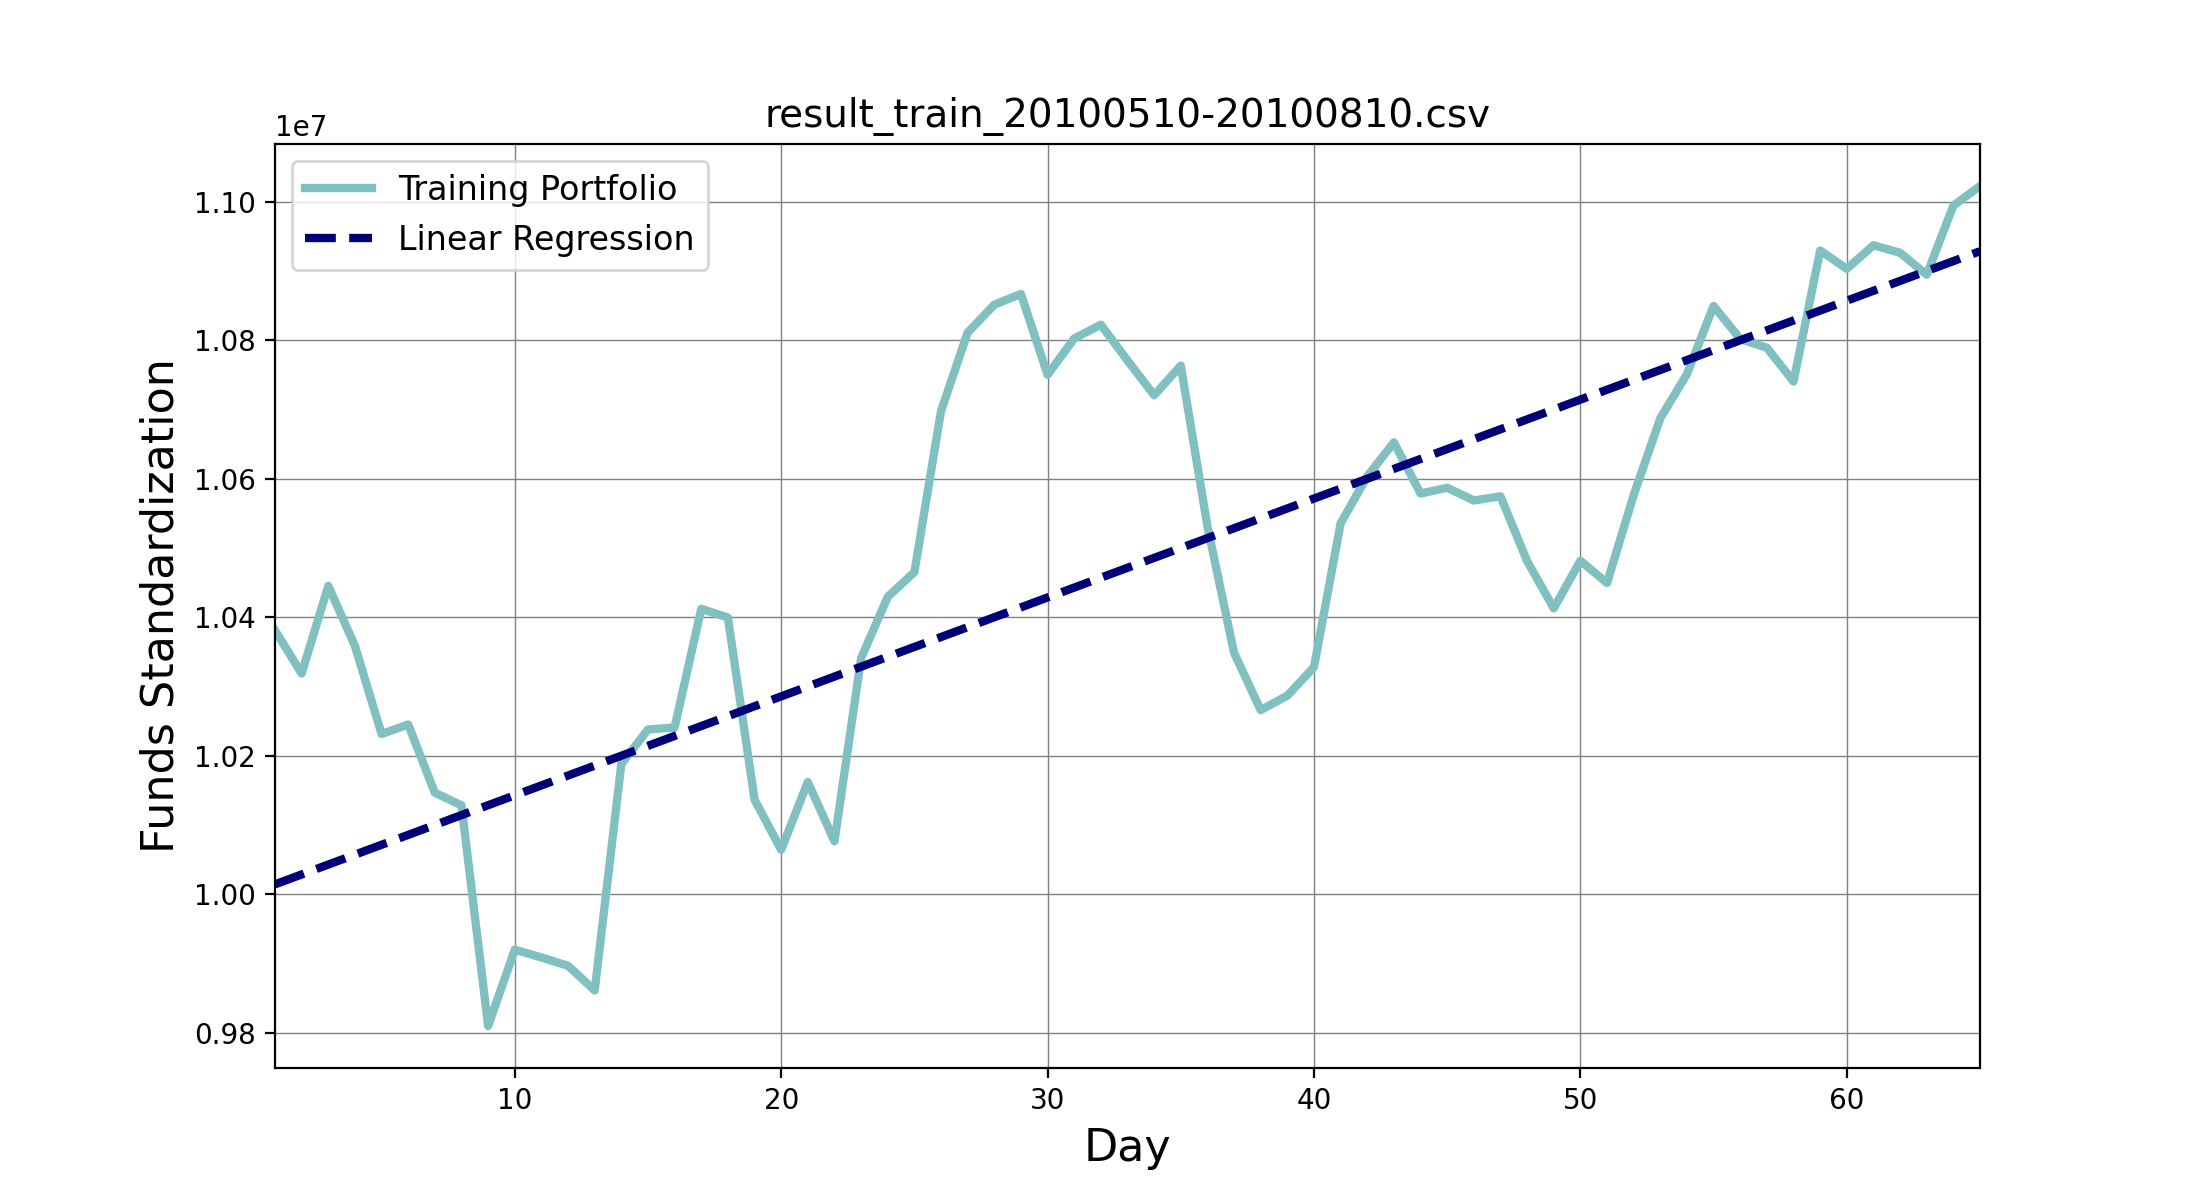 result_train_20100510-20100810.csv
1e7
Training Portfolio
Linear Regression
1.10
1.08
1.06
1.04
1.02
1.00
0.98
Funds Standardization
10 20 30 40 50 60
Day